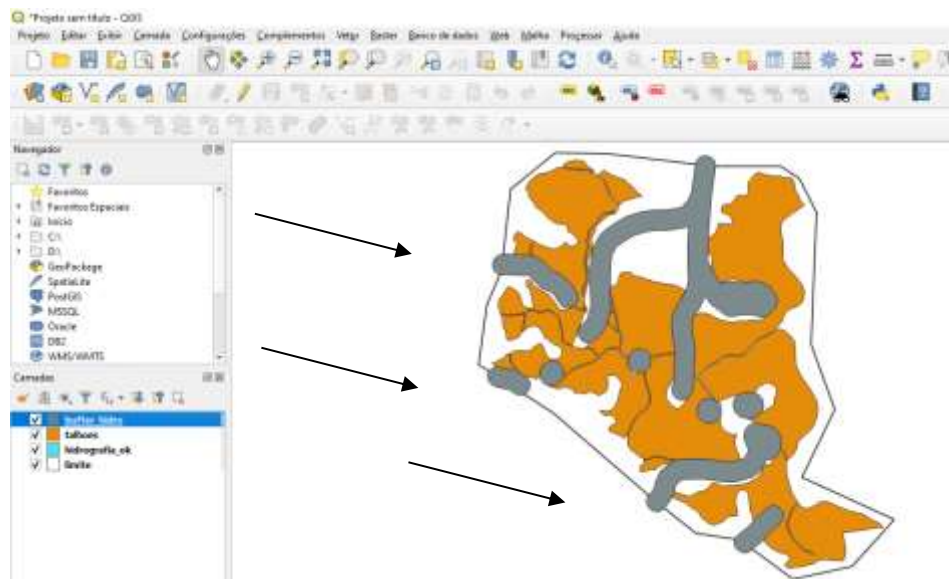 *Projeto sem título - QGIS
Projeto Editar Exibir Camada Configurações Complementos Vetor Raster Banco de dados Web Malha Processar Ajuda
Navegador
Favoritos
Favoritos Espaciais
Início
C:\
D:\
GeoPackage
SpatiaLite
PostGIS
MSSQL
Oracle
DB2
WMS/WMTS
Camadas
buffer_hidro
talhoes
hidrografia_ok
limite